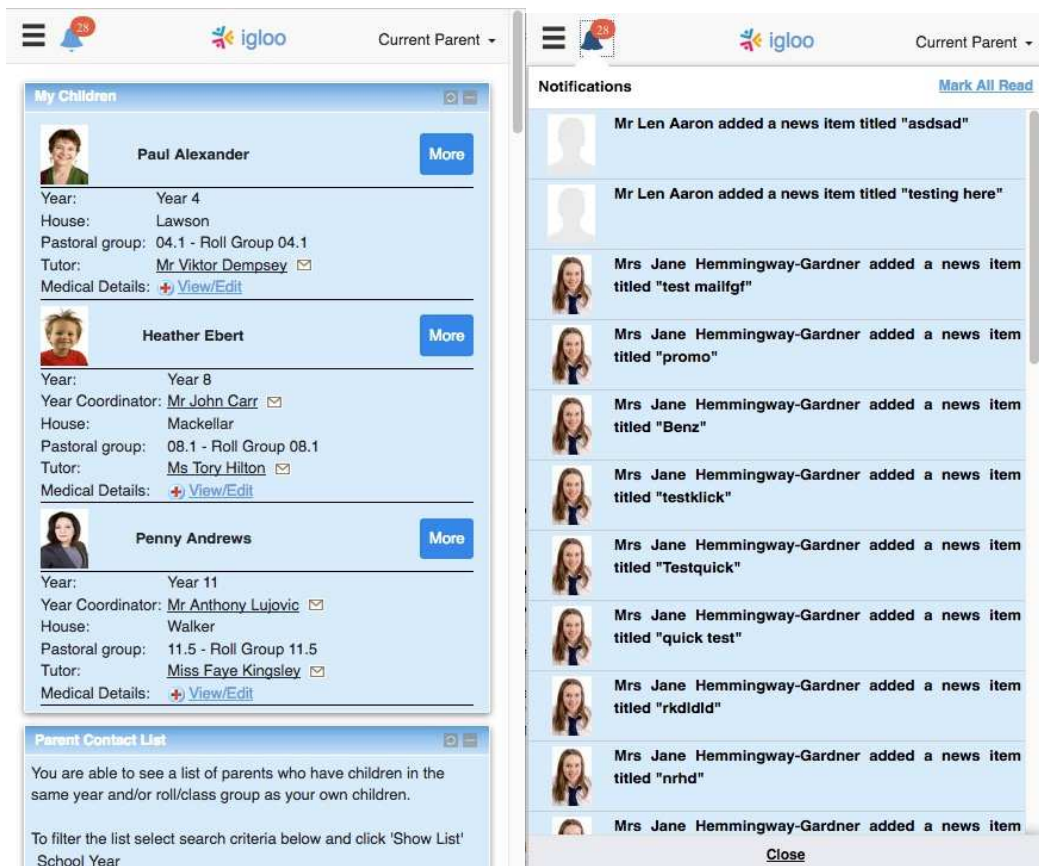 28
igloo
Current Parent
My Children
Paul Alexander
More
Year: Year 4
House: Lawson
Pastoral group: 04.1 - Roll Group 04.1
Tutor: Mr Viktor Dempsey
Medical Details: View/Edit
Heather Ebert
More
Year: Year 8
Year Coordinator: Mr John Carr
House: Mackellar
Pastoral group: 08.1 - Roll Group 08.1
Tutor: Ms Tory Hilton
Medical Details: View/Edit
Penny Andrews
More
Year: Year 11
Year Coordinator: Mr Anthony Lujovic
House: Walker
Pastoral group: 11.5 - Roll Group 11.5
Tutor: Miss Faye Kingsley
Medical Details: View/Edit
Parent Contact List
You are able to see a list of parents who have children in the
same year and/or roll/class group as your own children.
To filter the list select search criteria below and click 'Show List'
School Year
28
igloo
Current Parent
Notifications
Mark All Read
Mr Len Aaron added a news item titled "asdsad"
Mr Len Aaron added a news item titled "testing here"
Mrs Jane Hemmingway-Gardner added a news item
titled "test mailfgf"
Mrs Jane Hemmingway-Gardner added a news item
titled "promo"
Mrs Jane Hemmingway-Gardner added a news item
titled "Benz"
Mrs Jane Hemmingway-Gardner added a news item
titled "testklick"
Mrs Jane Hemmingway-Gardner added a news item
titled "Testquick"
Mrs Jane Hemmingway-Gardner added a news item
titled "quick test"
Mrs Jane Hemmingway-Gardner added a news item
titled "rkdldld"
Mrs Jane Hemmingway-Gardner added a news item
titled "nrhd"
Mrs Jane Hemmingway-Gardner added a news item
Close